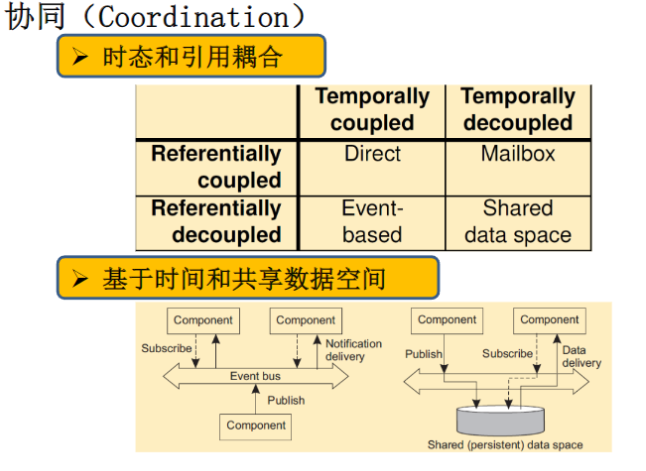 协同（Coordination）
➢ 时态和引用耦合
Temporally Temporally
coupled decoupled
Referentially Direct Mailbox
coupled
Referentially Event- Shared
decoupled based data space
➢ 基于时间和共享数据空间
Component Component Component Component
Subscribe Notification delivery Publish Subscribe Data delivery
Event bus
Publish
Component
Shared (persistent) data space